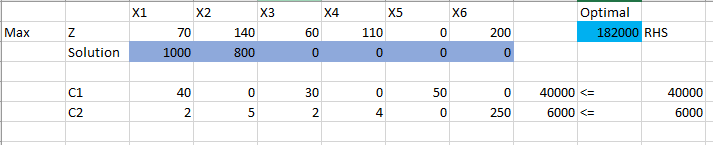 X1 X2 X3 X4 X5 X6 Optimal
Max Z 70 140 60 110 0 200 182000 RHS
Solution 1000 800 0 0 0 0
C1 40 0 30 0 50 0 40000 <= 40000
C2 2 5 2 4 0 250 6000 <= 6000